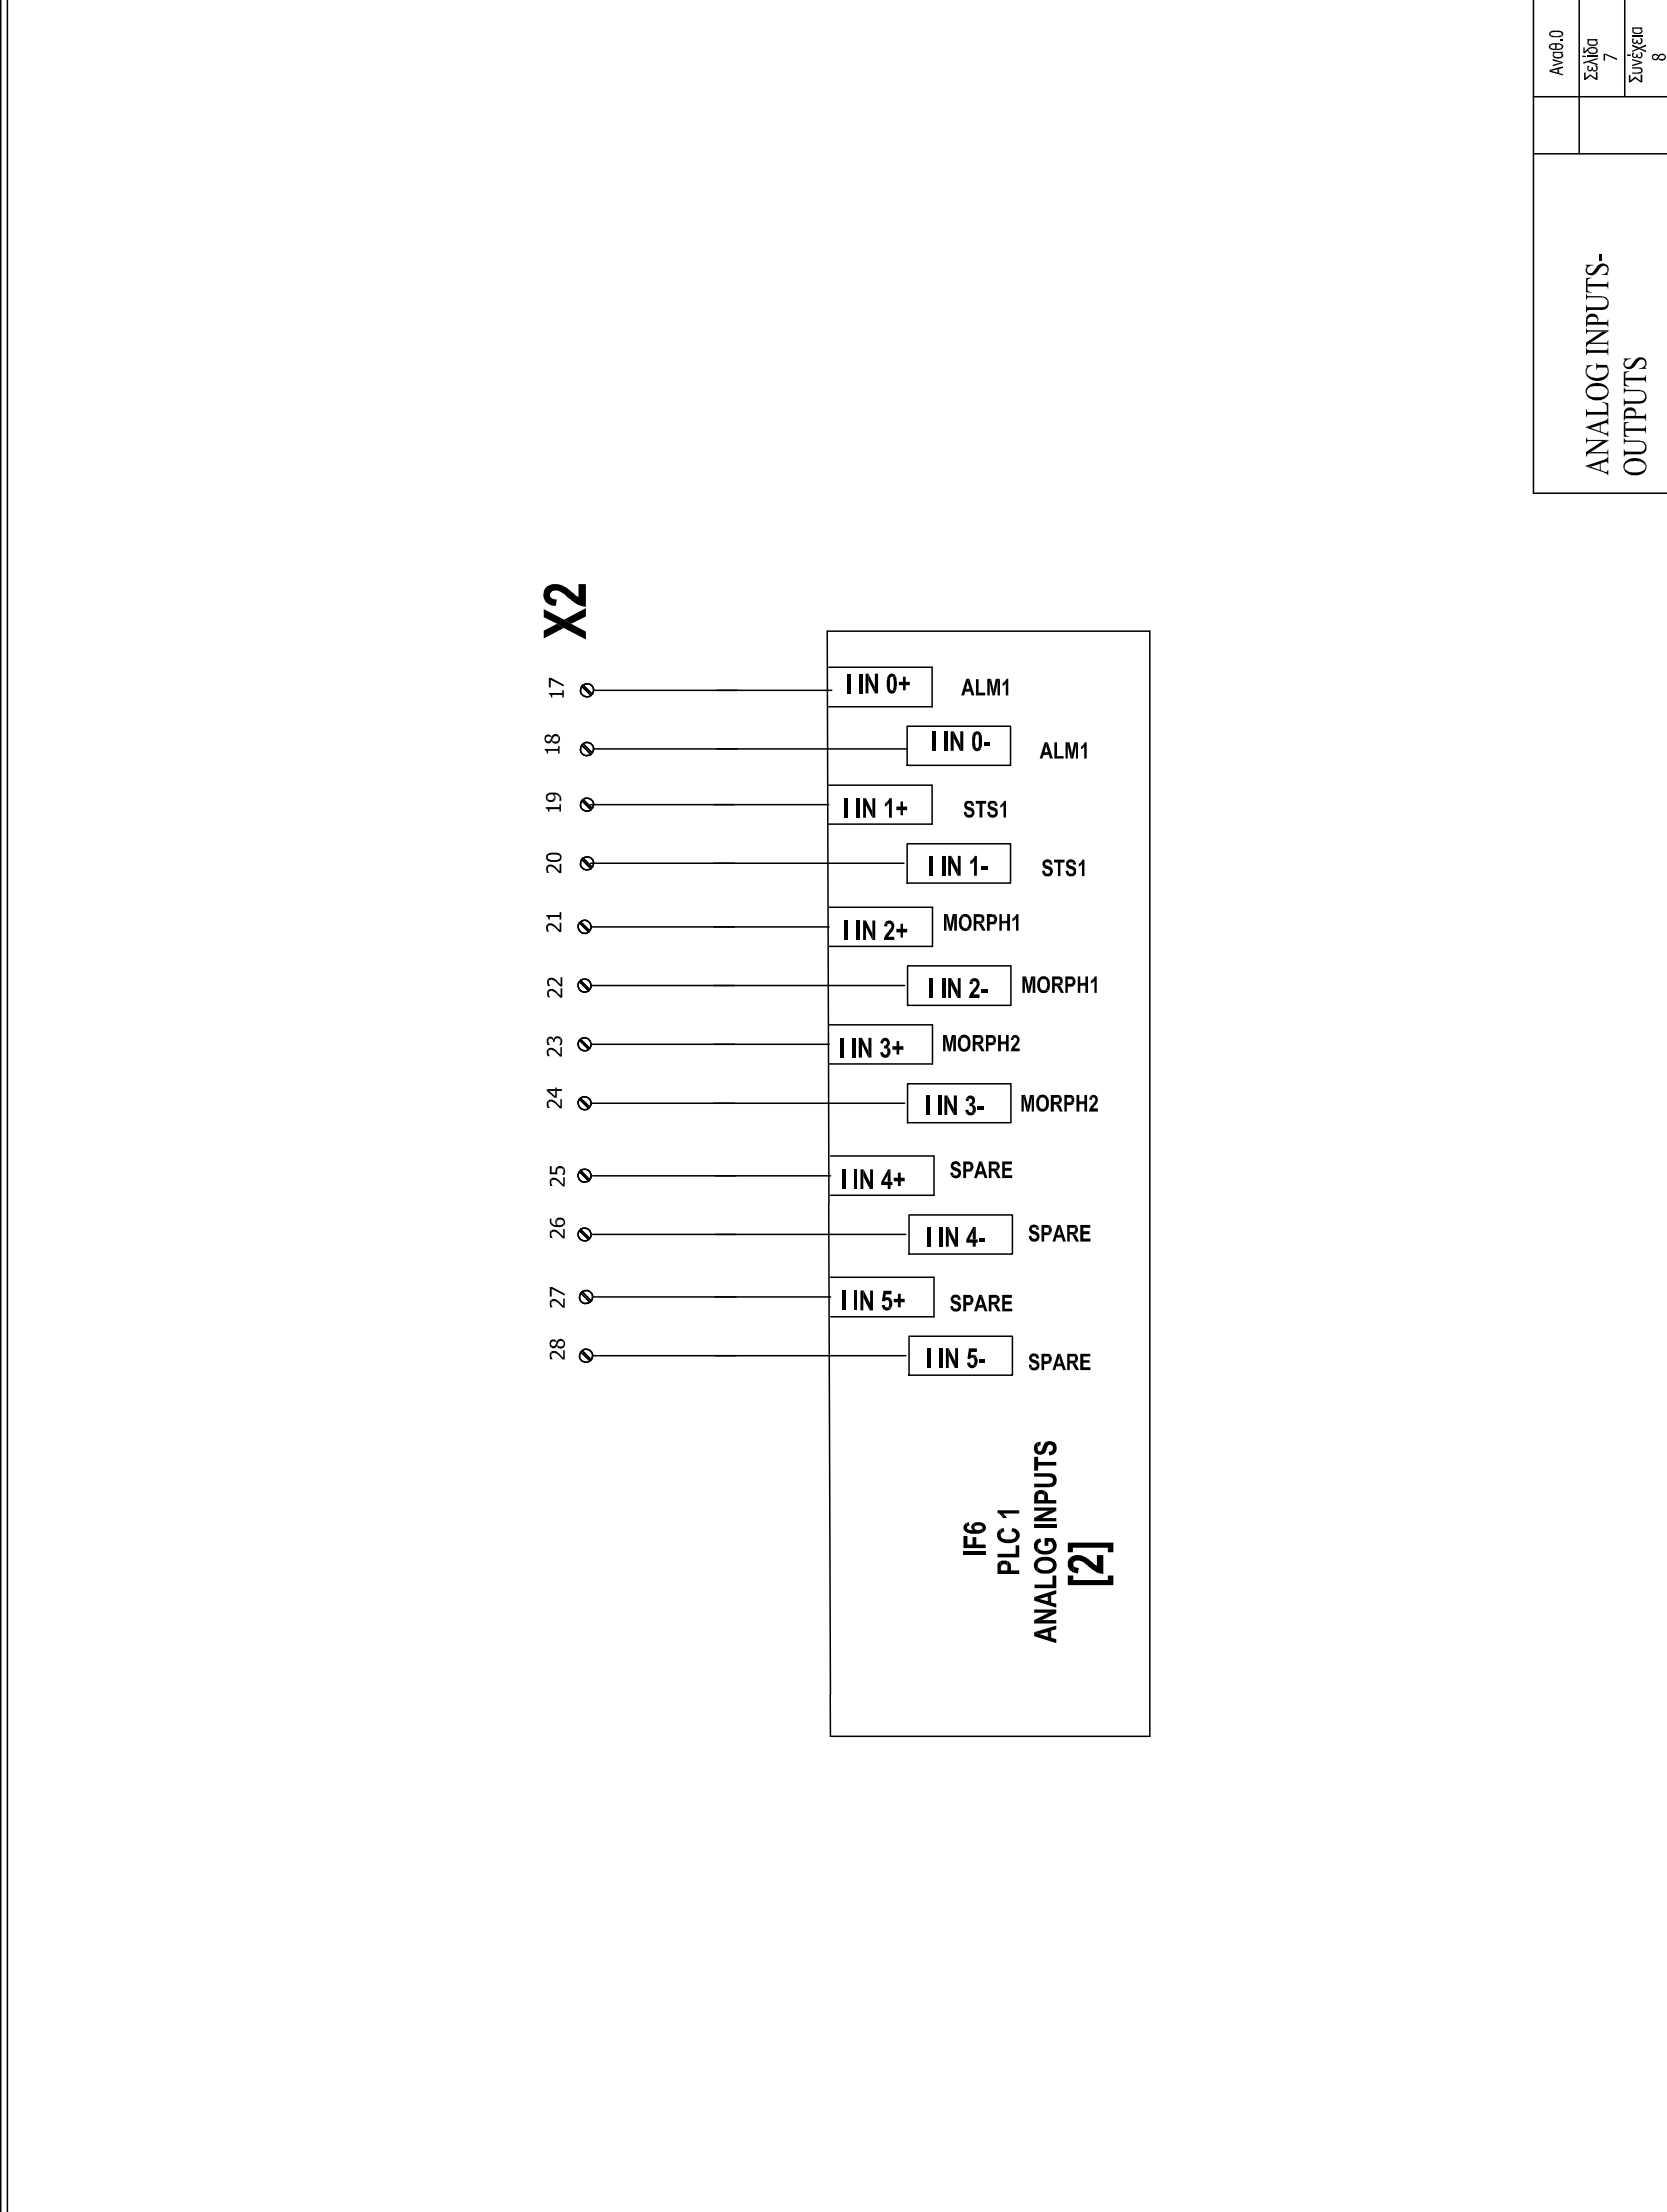 Αναθ.0
Σελίδα
7
Συνέχεια
8
ANALOG INPUTS-
OUTPUTS
X2
17
I IN 0+
ALM1
18
I IN 0-
ALM1
19
I IN 1+
STS1
20
I IN 1-
STS1
21
I IN 2+
MORPH1
22
I IN 2-
MORPH1
23
I IN 3+
MORPH2
24
I IN 3-
MORPH2
25
I IN 4+
SPARE
26
I IN 4-
SPARE
27
I IN 5+
SPARE
28
I IN 5-
SPARE
IF6
PLC 1
ANALOG INPUTS
[2]